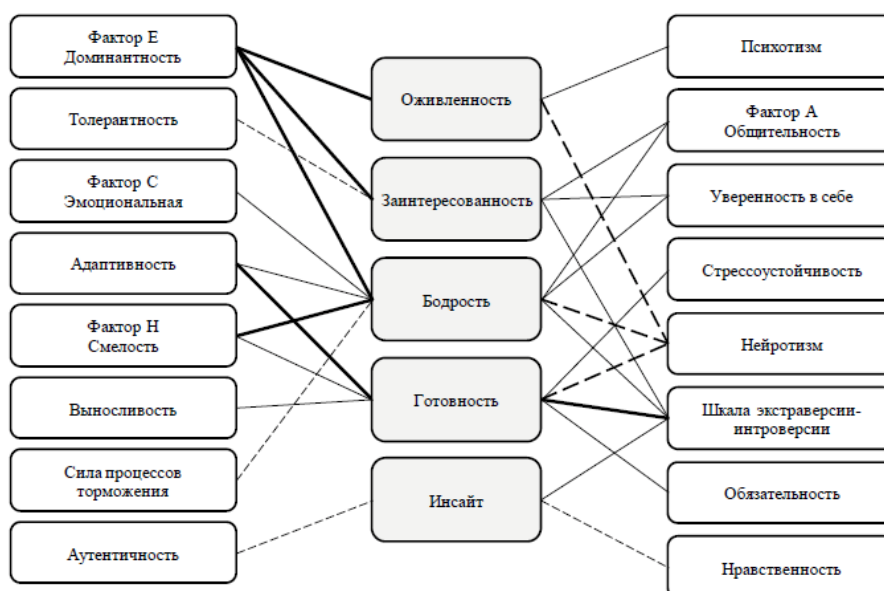 Фактор E
Доминантность
Толерантность
Фактор C
Эмоциональная
Адаптивность
Фактор H
Смелость
Выносливость
Сила процессов
торможения
Аутентичность
Оживленность
Заинтересованность
Бодрость
Готовность
Инсайт
Психотизм
Фактор A
Общительность
Уверенность в себе
Стрессоустойчивость
Нейротизм
Шкала экстраверсии-
интроверсии
Обязательность
Нравственность